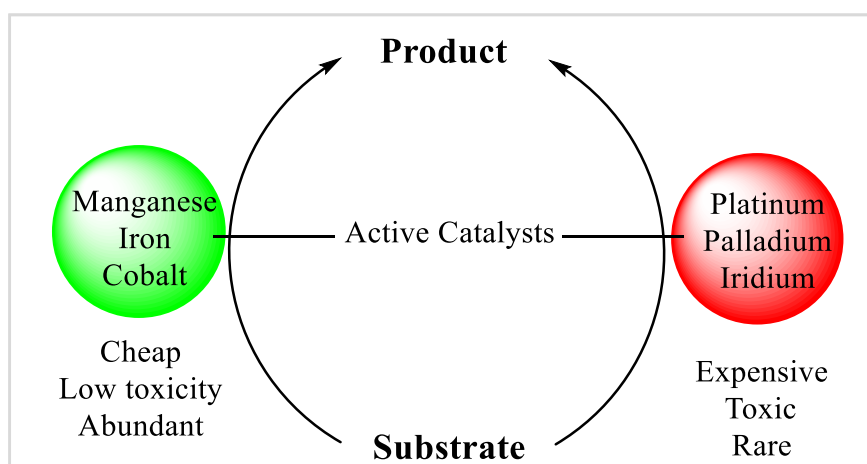 Product
Manganese
Iron
Cobalt
Active Catalysts
Platinum
Palladium
Iridium
Cheap
Low toxicity
Abundant
Expensive
Toxic
Rare
Substrate